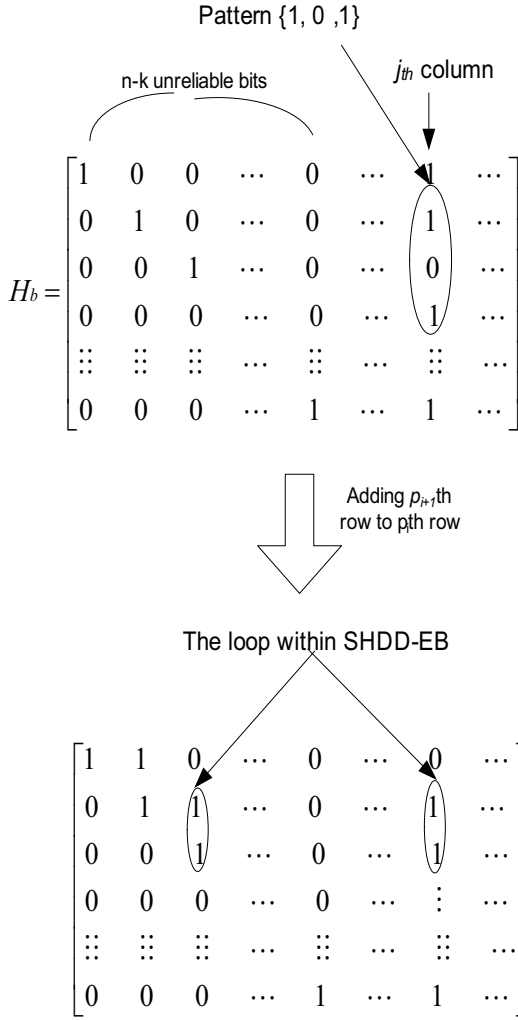 Pattern {1, 0 ,1}
n-k unreliable bits
jth column
1 0 0 ⋯ 0 ⋯ 1 ⋯
0 1 0 ⋯ 0 ⋯ 1 ⋯
0 0 1 ⋯ 0 ⋯ 0 ⋯
Hb =
0 0 0 ⋯ 0 ⋯ 1 ⋯
⁞⁞ ⁞⁞ ⁞⁞ ⋯ ⁞⁞ ⋯ ⁞⁞ ⋯
0 0 0 ⋯ 1 ⋯ 1 ⋯
Adding pi+1th
row to pith row
The loop within SHDD-EB
1 1 0 ⋯ 0 ⋯ 0 ⋯
0 1 1 ⋯ 0 ⋯ 1 ⋯
0 0 1 ⋯ 0 ⋯ 1 ⋯
0 0 0 ⋯ 0 ⋯ ⋮ ⋯
⁞⁞ ⁞⁞ ⁞⁞ ⋯ ⁞⁞ ⋯ ⁞⁞ ⋯
0 0 0 ⋯ 1 ⋯ 1 ⋯